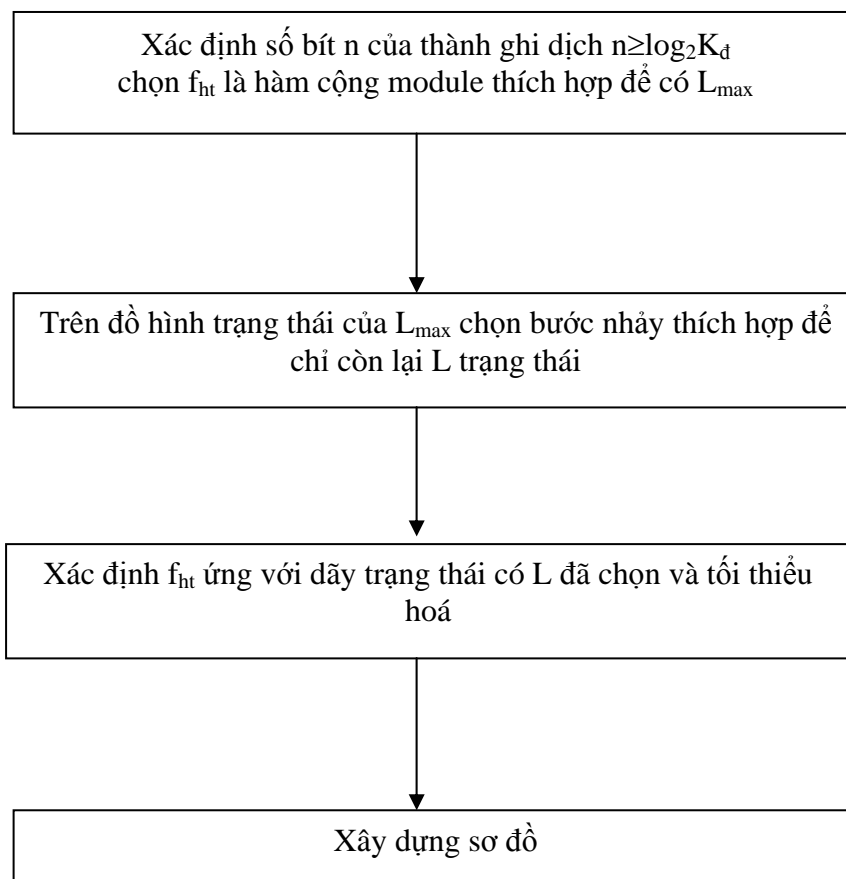 Xác định số bít n của thành ghi dịch n≥log₂Kđ
chọn fₕₜ là hàm cộng module thích hợp để có Lₘₐₓ
Trên đồ hình trạng thái của Lₘₐₓ chọn bước nhảy thích hợp để
chỉ còn lại L trạng thái
Xác định fₕₜ ứng với dãy trạng thái có L đã chọn và tối thiểu
hoá
Xây dựng sơ đồ